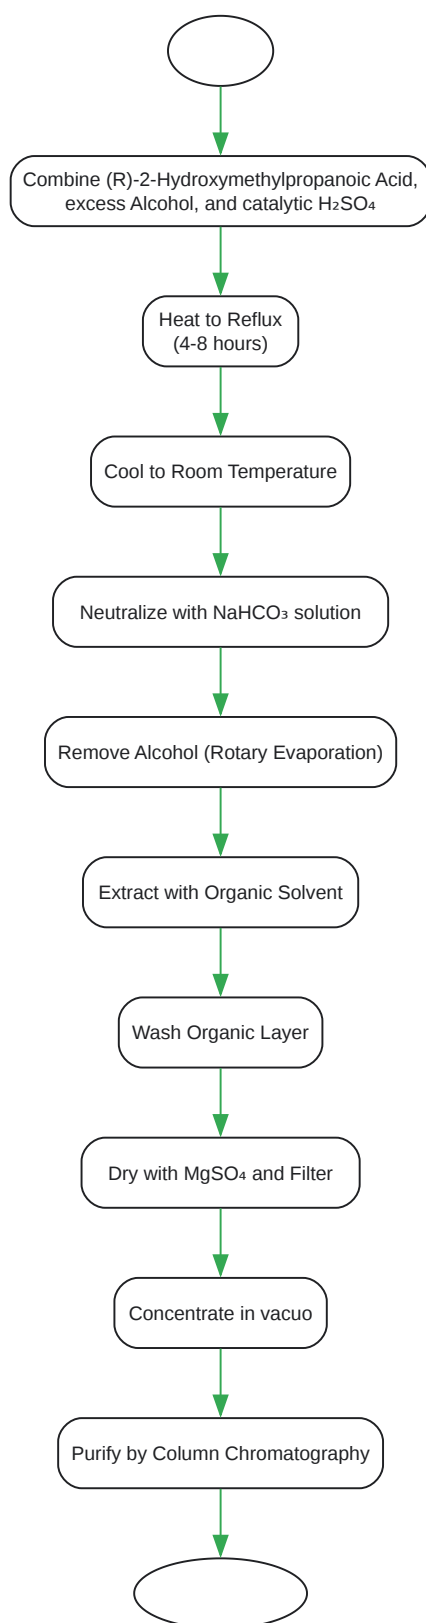 Combine (R)-2-Hydroxymethylpropanoic Acid,
excess Alcohol, and catalytic H₂SO₄
Heat to Reflux
(4-8 hours)
Cool to Room Temperature
Neutralize with NaHCO₃ solution
Remove Alcohol (Rotary Evaporation)
Extract with Organic Solvent
Wash Organic Layer
Dry with MgSO₄ and Filter
Concentrate in vacuo
Purify by Column Chromatography